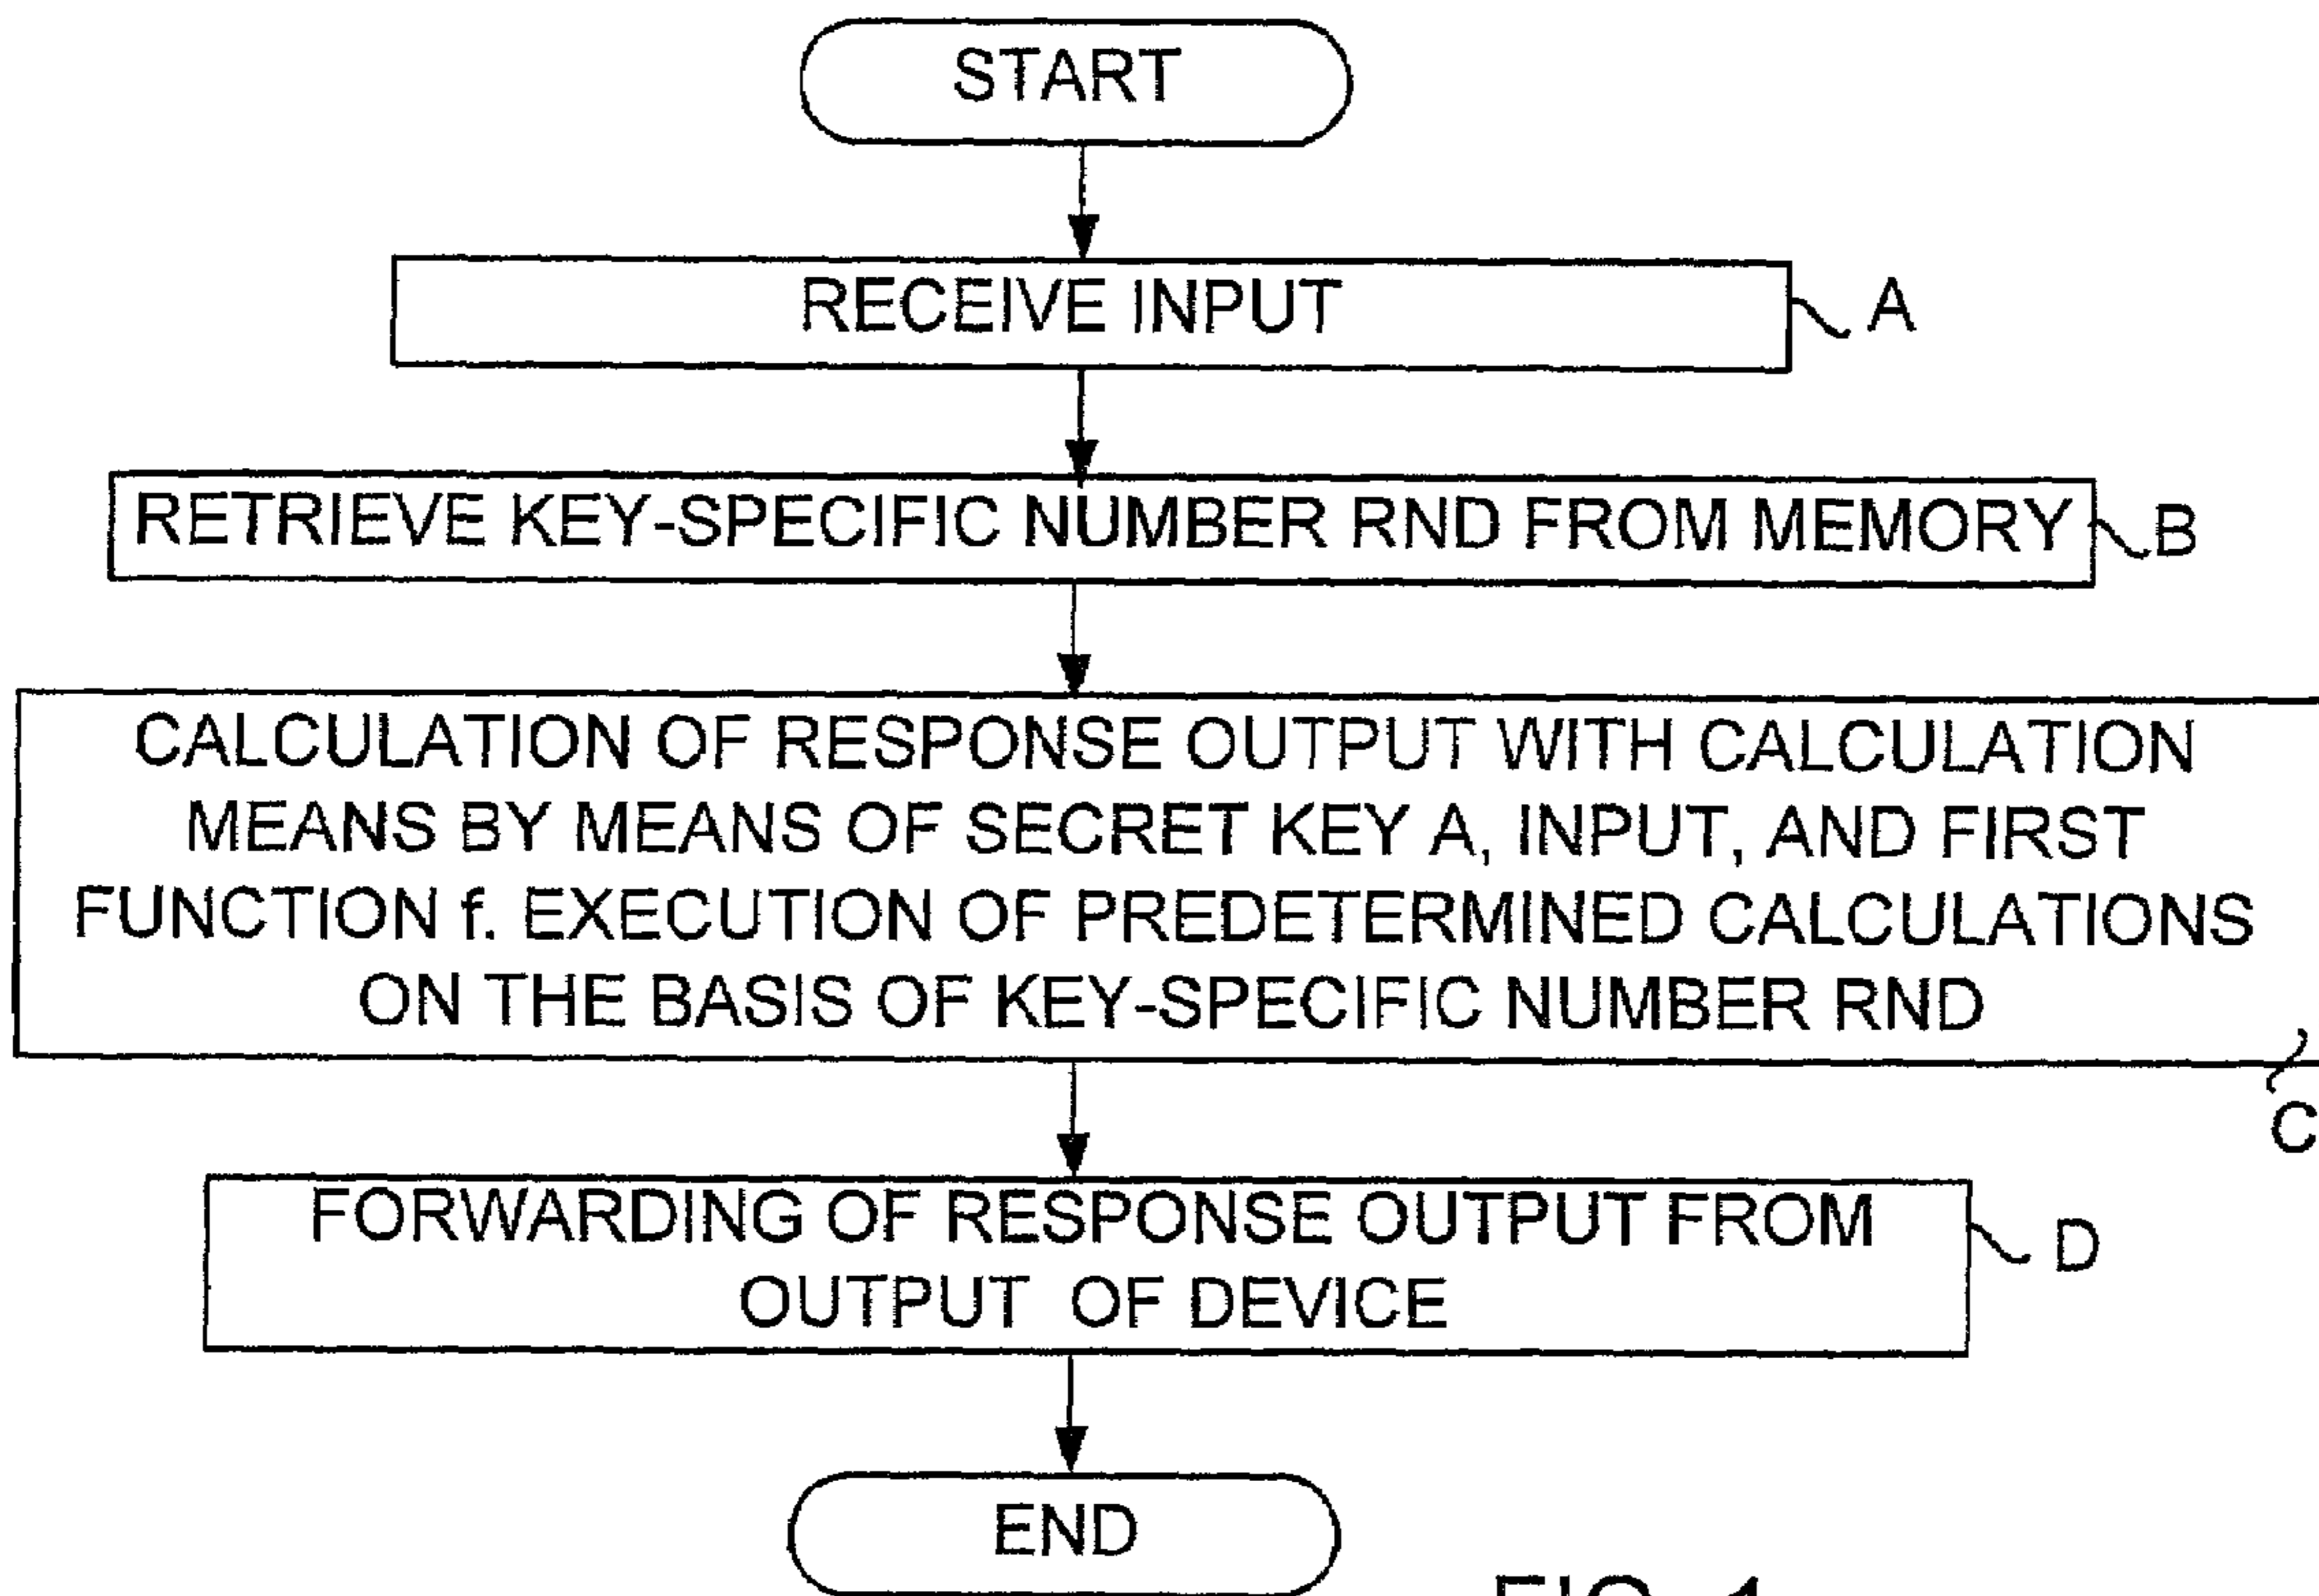 START
RECEIVE INPUT
A
RETRIEVE KEY-SPECIFIC NUMBER RND FROM MEMORY
B
CALCULATION OF RESPONSE OUTPUT WITH CALCULATION
MEANS BY MEANS OF SECRET KEY A, INPUT, AND FIRST
FUNCTION f. EXECUTION OF PREDETERMINED CALCULATIONS
ON THE BASIS OF KEY-SPECIFIC NUMBER RND
C
FORWARDING OF RESPONSE OUTPUT FROM
OUTPUT OF DEVICE
D
END
FIG. 1